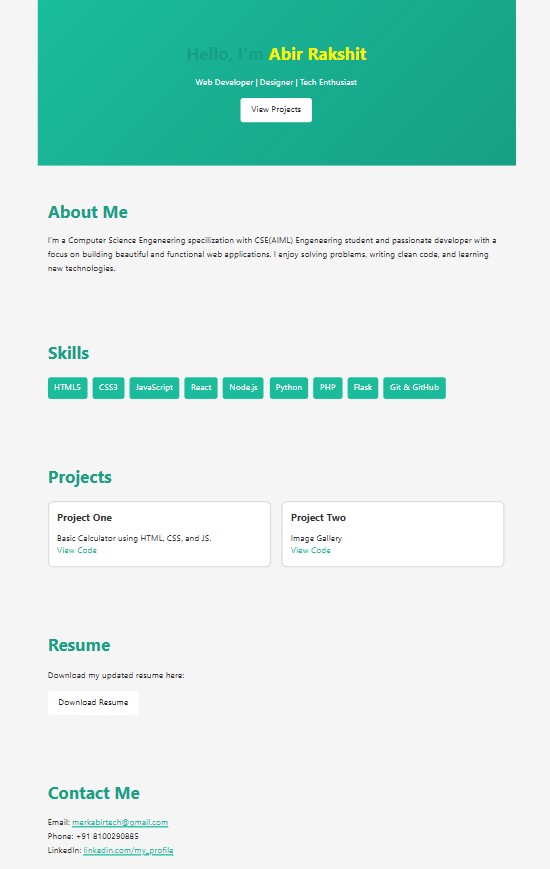 Hello, I'm Abir Rakshit
Web Developer | Designer | Tech Enthusiast
View Projects
About Me
I'm a Computer Science Engeneering specilization with CSE(AIML) Engeneering student and passionate developer with a
focus on building beautiful and functional web applications. I enjoy solving problems, writing clean code, and learning
new technologies.
Skills
HTML5 CSS3 JavaScript React Node.js Python PHP Flask Git & GitHub
Projects
Project One
Basic Calculator using HTML, CSS, and JS.
View Code
Project Two
Image Gallery
View Code
Resume
Download my updated resume here:
Download Resume
Contact Me
Email: merkabirtech@gmail.com
Phone: +91 8100290885
LinkedIn: linkedin.com/my_profile